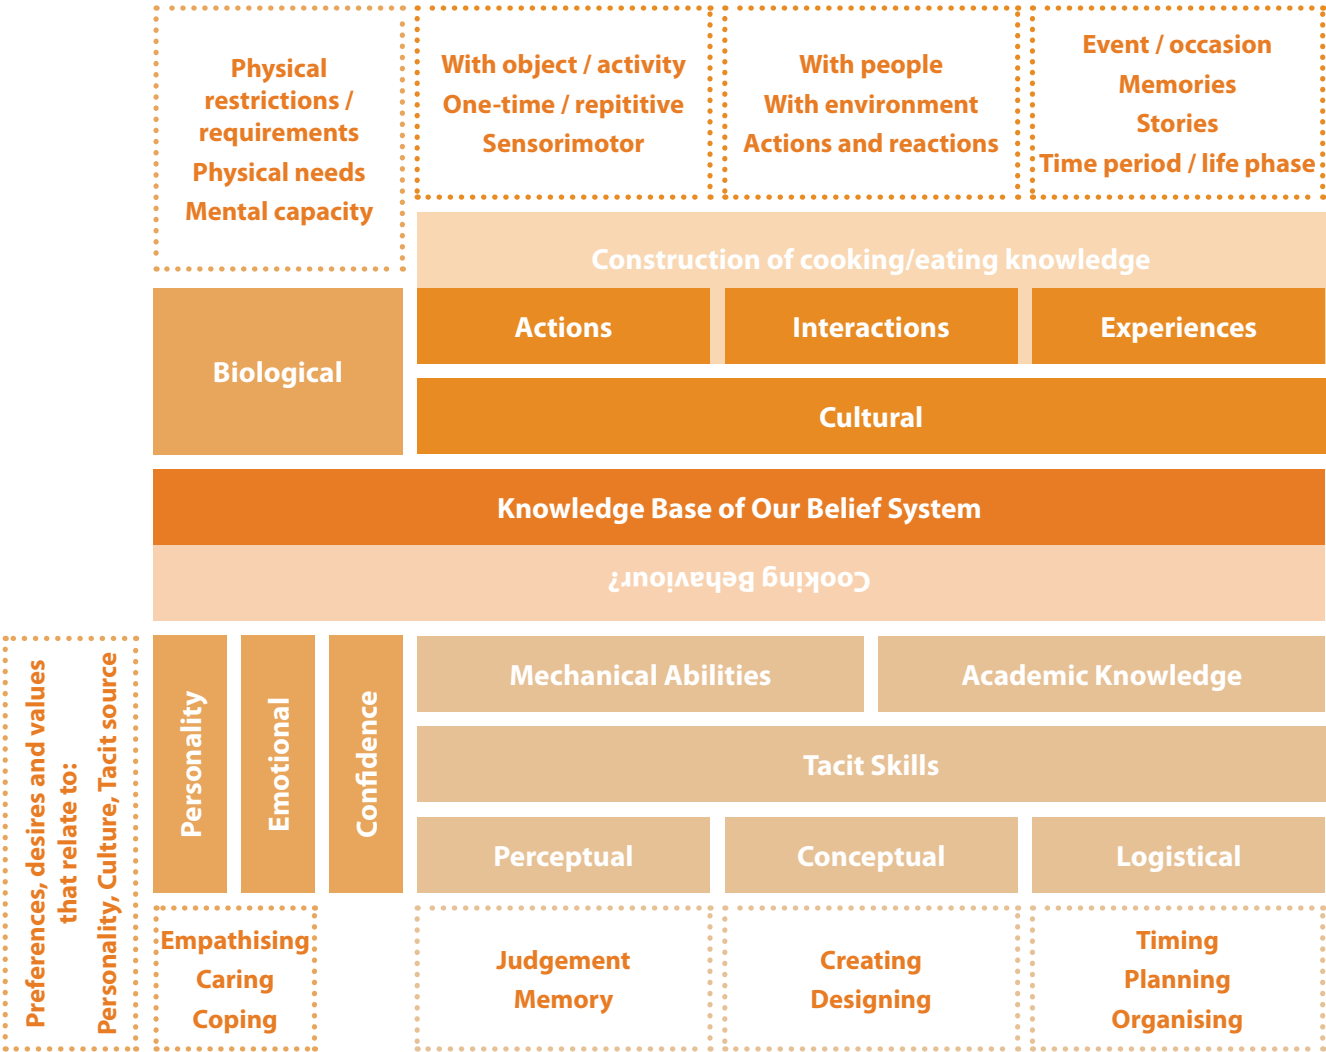 Physical
restrictions /
requirements
Physical needs
Mental capacity
With object / activity
One-time / repititive
Sensorimotor
With people
With environment
Actions and reactions
Event / occasion
Memories
Stories
Time period / life phase
Construction of cooking/eating knowledge
Biological
Actions
Interactions
Experiences
Cultural
Knowledge Base of Our Belief System
Cooking Behaviour?
Preferences, desires and values
that relate to:
Personality, Culture, Tacit source
Personality
Emotional
Confidence
Mechanical Abilities
Academic Knowledge
Tacit Skills
Perceptual
Conceptual
Logistical
Empathising
Caring
Coping
Judgement
Memory
Creating
Designing
Timing
Planning
Organising